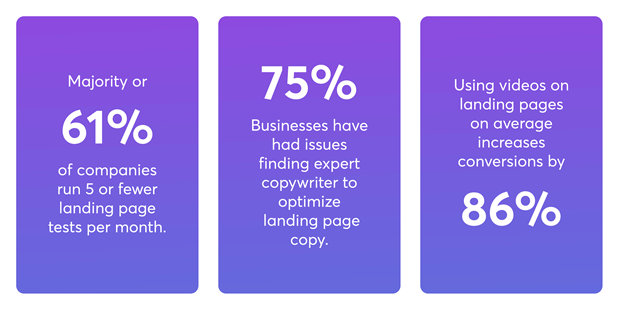 Majority or
61%
of companies
run 5 or fewer
landing page
tests per month.
75%
Businesses have
had issues
finding expert
copywriter to
optimize
landing page
copy.
Using videos on
landing pages
on average
increases
conversions by
86%